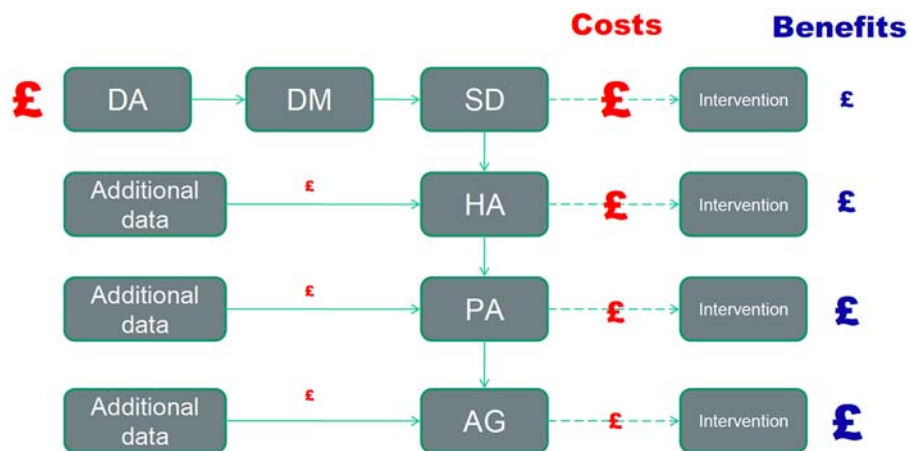 Costs Benefits
£ DA DM SD £ Intervention £
Additional
data £ HA £ Intervention £
Additional
data £ PA £ Intervention £
Additional
data £ AG £ Intervention £